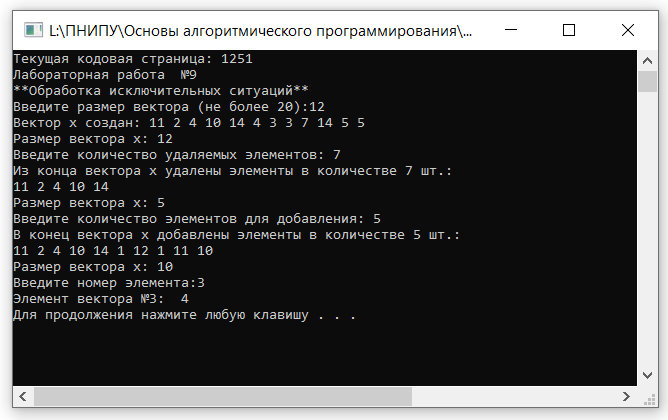 L:\ПНИПУ\Основы алгоритмического программирования\...
Текущая кодовая страница: 1251
Лабораторная работа  №9
**Обработка исключительных ситуаций**
Введите размер вектора (не более 20):12
Вектор x создан: 11 2 4 10 14 4 3 3 7 14 5 5
Размер вектора x: 12
Введите количество удаляемых элементов: 7
Из конца вектора x удалены элементы в количестве 7 шт.:
11 2 4 10 14
Размер вектора x: 5
Введите количество элементов для добавления: 5
В конец вектора x добавлены элементы в количестве 5 шт.:
11 2 4 10 14 1 12 1 11 10
Размер вектора x: 10
Введите номер элемента:3
Элемент вектора №3:  4
Для продолжения нажмите любую клавишу . . .